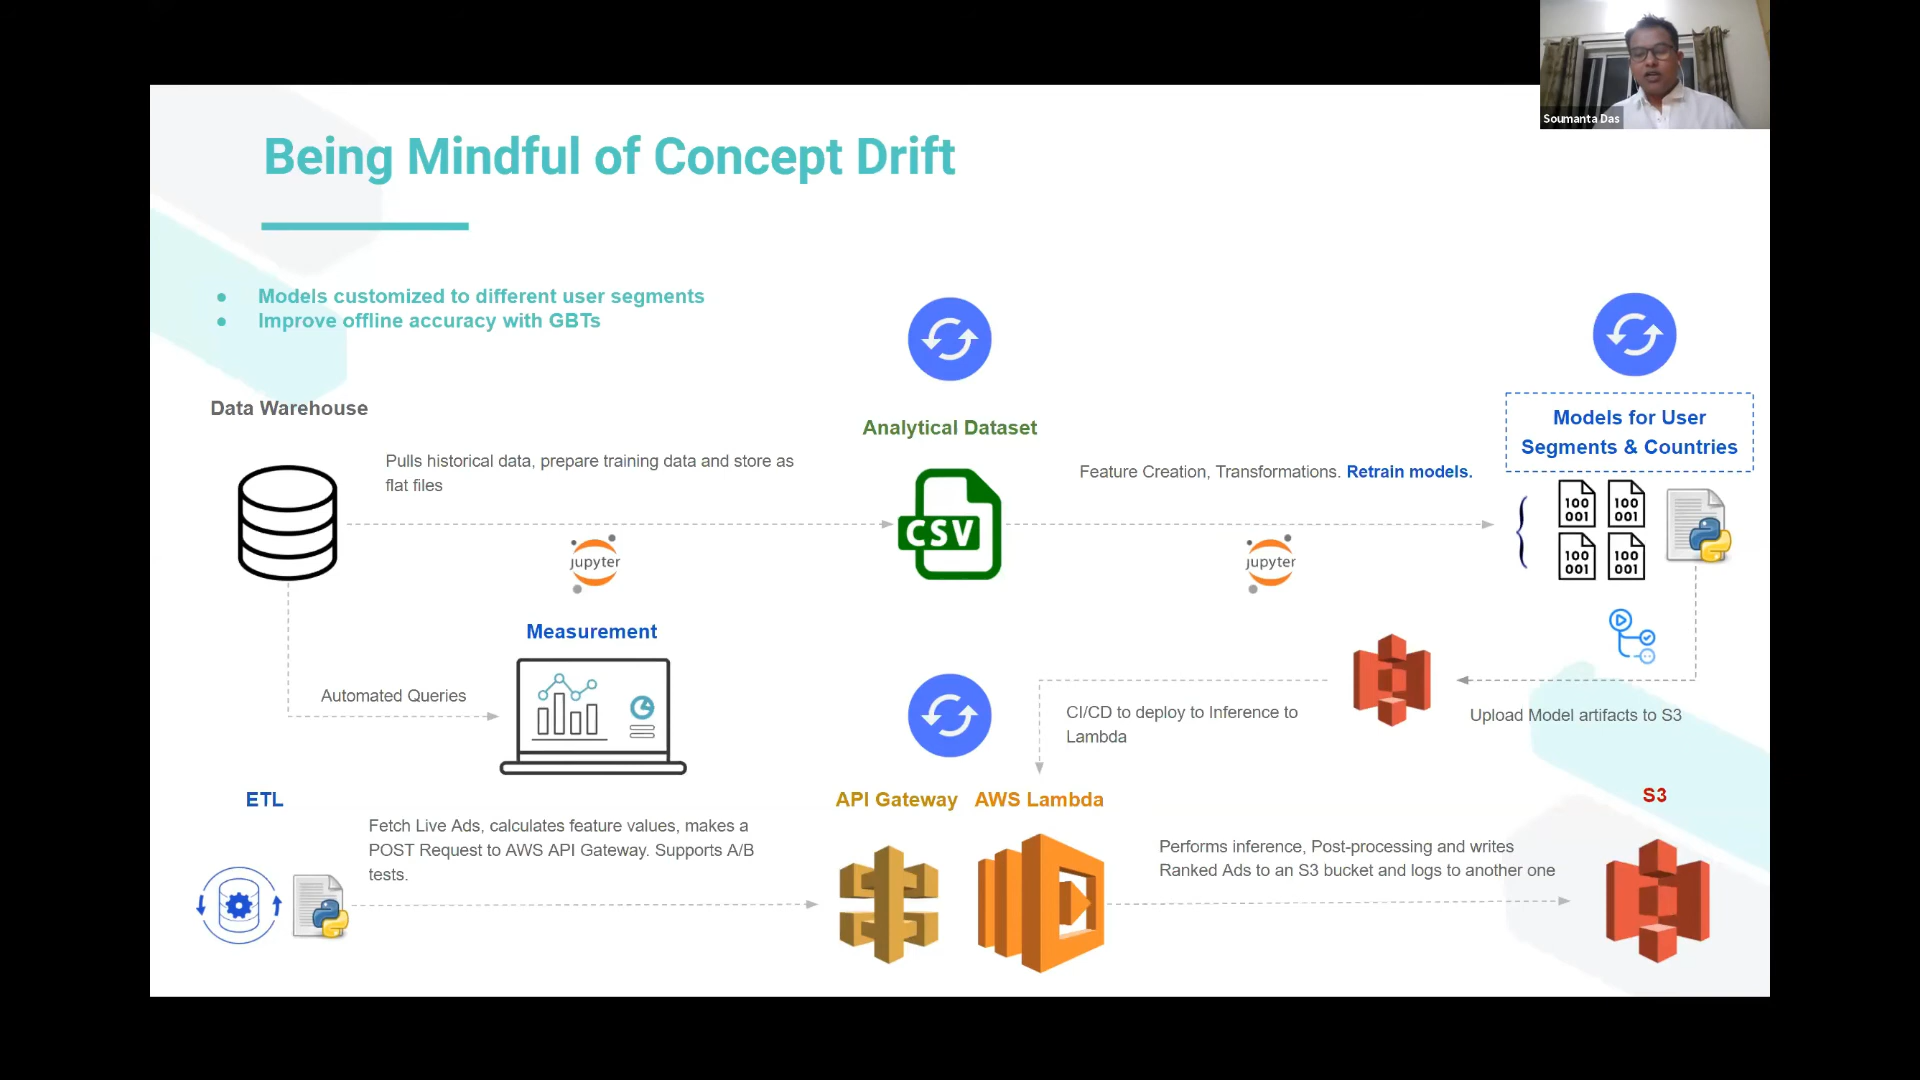 Soumanta Das
Being Mindful of Concept Drift
● Models customized to different user segments
● Improve offline accuracy with GBTs
Data Warehouse
Pulls historical data, prepare training data and store as
flat files
jupyter
Analytical Dataset
CSV
Feature Creation, Transformations. Retrain models.
jupyter
Models for User
Segments & Countries
{
100
001
100
001
100
001
100
001
Measurement
Automated Queries
CI/CD to deploy to Inference to
Lambda
Upload Model artifacts to S3
ETL
Fetch Live Ads, calculates feature values, makes a
POST Request to AWS API Gateway. Supports A/B
tests.
API Gateway
AWS Lambda
Performs inference, Post-processing and writes
Ranked Ads to an S3 bucket and logs to another one
S3